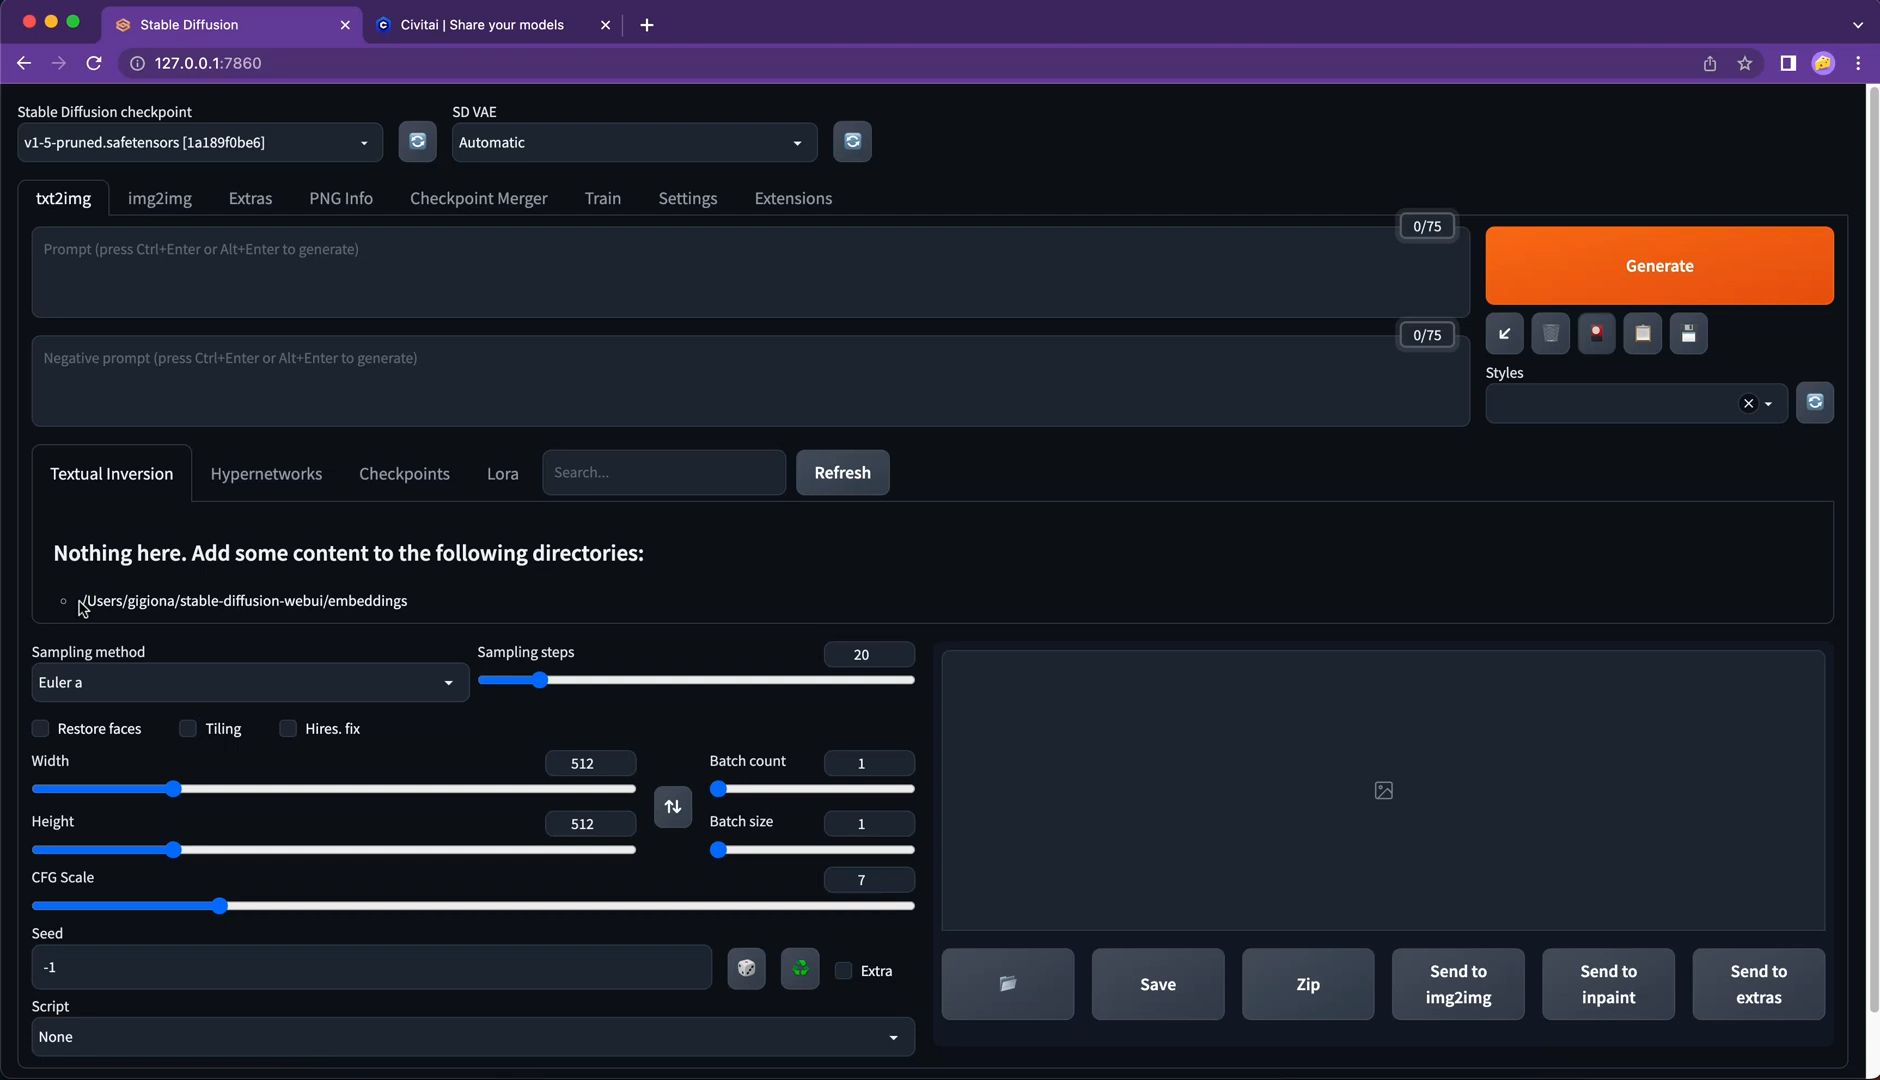 Stable Diffusion
Civitai | Share your models
127.0.0.1:7860
Stable Diffusion checkpoint
SD VAE
v1-5-pruned.safetensors [1a189f0be6]
Automatic
txt2img
img2img
Extras
PNG Info
Checkpoint Merger
Train
Settings
Extensions
Prompt (press Ctrl+Enter or Alt+Enter to generate)
0/75
Generate
Negative prompt (press Ctrl+Enter or Alt+Enter to generate)
0/75
Styles
Textual Inversion
Hypernetworks
Checkpoints
Lora
Search...
Refresh
Nothing here. Add some content to the following directories:
/Users/gigiona/stable-diffusion-webui/embeddings
Sampling method
Euler a
Sampling steps
20
Restore faces
Tiling
Hires. fix
Width
512
Batch count
1
Height
512
Batch size
1
CFG Scale
7
Seed
-1
Extra
Script
None
Save
Zip
Send to
img2img
Send to
inpaint
Send to
extras